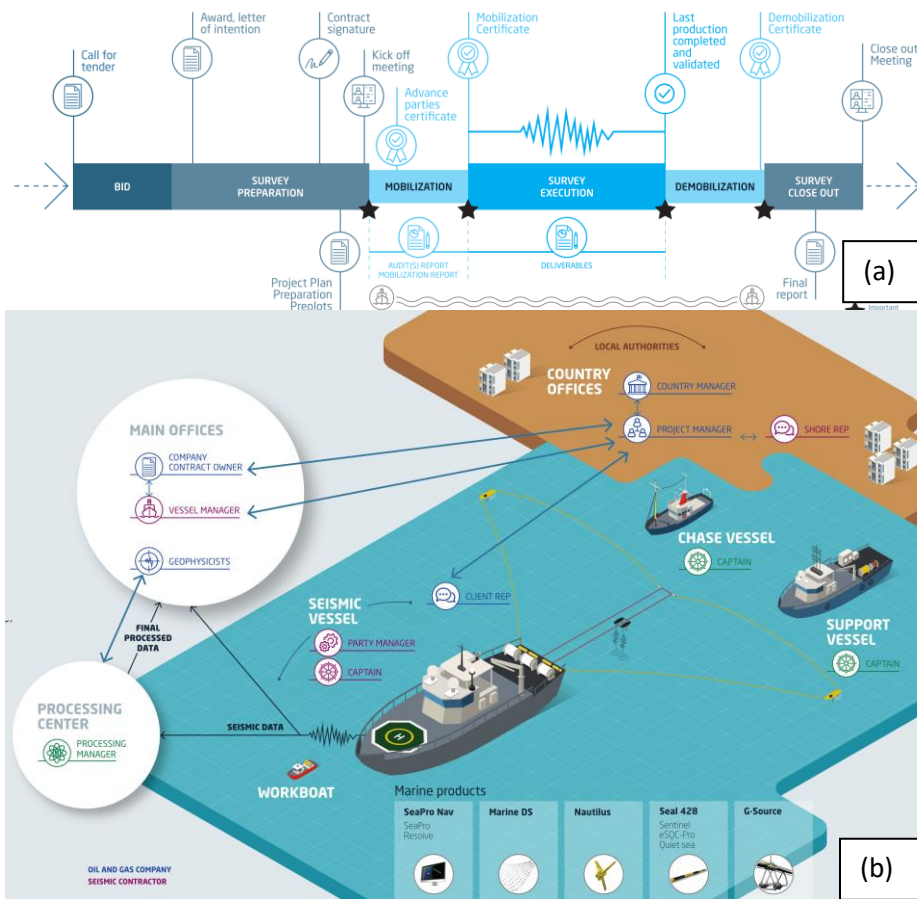 Call for
tender
Award, letter
of intention
Contract
signature
Kick off
meeting
Advance
parties
certificate
Mobilization
Certificate
Last
production
completed
and
validated
Demobilization
Certificate
Close out
Meeting
BID
SURVEY
PREPARATION
MOBILIZATION
SURVEY
EXECUTION
DEMOBILIZATION
SURVEY
CLOSE OUT
Project Plan
Preparation
Preplots
AUDIT(S) REPORT
MOBILIZATION REPORT
DELIVERABLES
Final
report
(a)
Important
LOCAL AUTHORITIES
COUNTRY
OFFICES
COUNTRY MANAGER
PROJECT MANAGER
SHORE REP
MAIN OFFICES
COMPANY
CONTRACT OWNER
VESSEL MANAGER
GEOPHYSICISTS
CHASE VESSEL
CAPTAIN
SUPPORT
VESSEL
CAPTAIN
CLIENT REP
SEISMIC
VESSEL
PARTY MANAGER
CAPTAIN
FINAL
PROCESSED
DATA
PROCESSING
CENTER
PROCESSING
MANAGER
SEISMIC DATA
WORKBOAT
H
Marine products
SeaPro Nav
SeaPro
Resolve
Marine DS
Nautilus
Seal 428
Sentinel
eSQC-Pro
Quiet sea
G-Source
OIL AND GAS COMPANY
SEISMIC CONTRACTOR
(b)